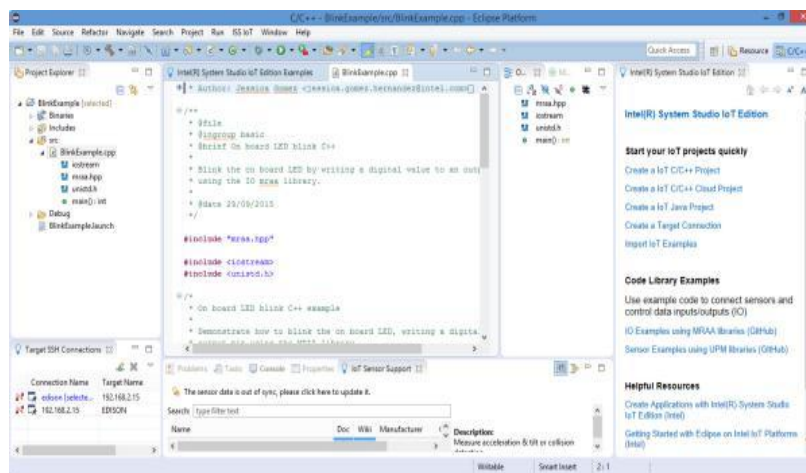 C/C++ - BlinkExample/src/BlinkExample.cpp - Eclipse Platform
File Edit Source Refactor Navigate Search Project Run ISS IoT Window Help
Quick Access Resource C/C++
Project Explorer
BlinkExample [selected]
Binaries
Includes
src
BlinkExample.cpp
iostream
mraa.hpp
unistd.h
main() : int
Debug
BlinkExample.launch
Target SSH Connections
Connection Name Target Name
edison [selecte... 192.168.2.15
192.168.2.15 EDISON
Intel(R) System Studio IoT Edition Examples BlinkExample.cpp
* Author: Jessica Gomez <jessica.gomez.hernandez@intel.com>
/**
* @file
* @ingroup basic
* @brief On board LED blink C++
*
* Blink the on board LED by writing a digital value to an outp
* using the IO mraa library.
*
* @date 29/09/2015
*/
#include "mraa.hpp"
#include <iostream>
#include <unistd.h>
/*
* On board LED blink C++ example
*
* Demonstrate how to blink the on board LED, writing a digita
Problems Tasks Console Properties IoT Sensor Support
The sensor data is out of sync, please click here to update it.
Search: type filter text
Name Doc Wiki Manufacturer
Description:
Measure acceleration & tilt or collision
O..
mraa.hpp
iostream
unistd.h
main() : int
Intel(R) System Studio IoT Edition
Intel(R) System Studio IoT Edition
Start your IoT projects quickly
Create a IoT C/C++ Project
Create a IoT C/C++ Cloud Project
Create a IoT Java Project
Create a Target Connection
Import IoT Examples
Code Library Examples
Use example code to connect sensors and
control data inputs/outputs (IO)
IO Examples using MRAA libraries (GitHub)
Sensor Examples using UPM libraries (GitHub)
Helpful Resources
Create Applications with Intel(R) System Studio
IoT Edition (Intel)
Getting Started with Eclipse on Intel IoT Platforms
(Intel)
Writable Smart Insert 2 : 1